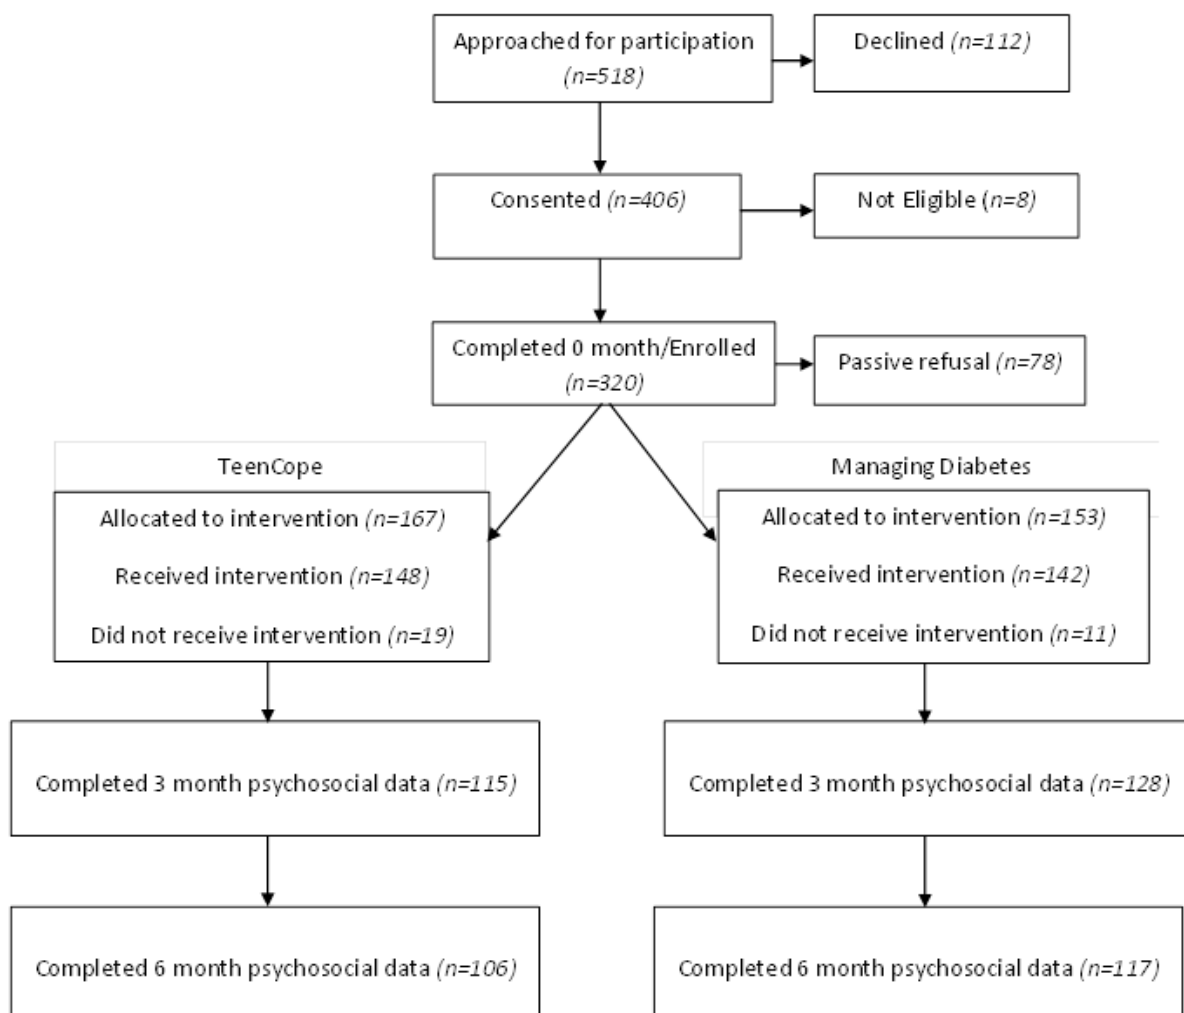 Approached for participation
(n=518)
Declined (n=112)
Consented (n=406)
Not Eligible (n=8)
Completed 0 month/Enrolled
(n=320)
Passive refusal (n=78)
TeenCope
Managing Diabetes
Allocated to intervention (n=167)
Received intervention (n=148)
Did not receive intervention (n=19)
Allocated to intervention (n=153)
Received intervention (n=142)
Did not receive intervention (n=11)
Completed 3 month psychosocial data (n=115)
Completed 3 month psychosocial data (n=128)
Completed 6 month psychosocial data (n=106)
Completed 6 month psychosocial data (n=117)